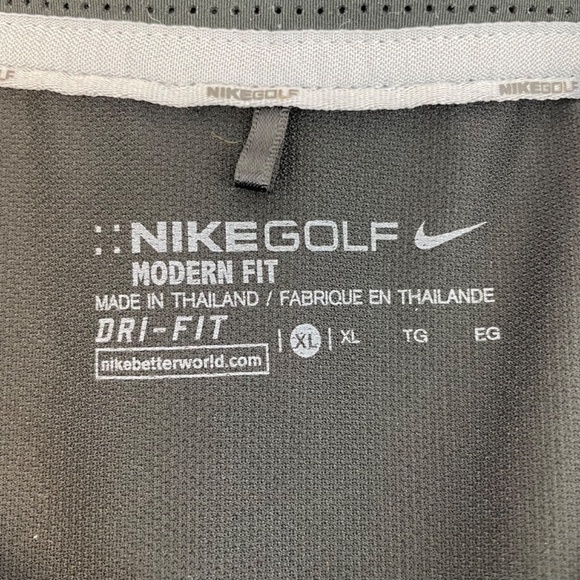 GOLF NIKEGOLF NIKEGOLF
NIKEGOLF
MODERN FIT
MADE IN THAILAND / FABRIQUE EN THAILANDE
DRI-FIT | XL | XL TG EG
nikebetterworld.com